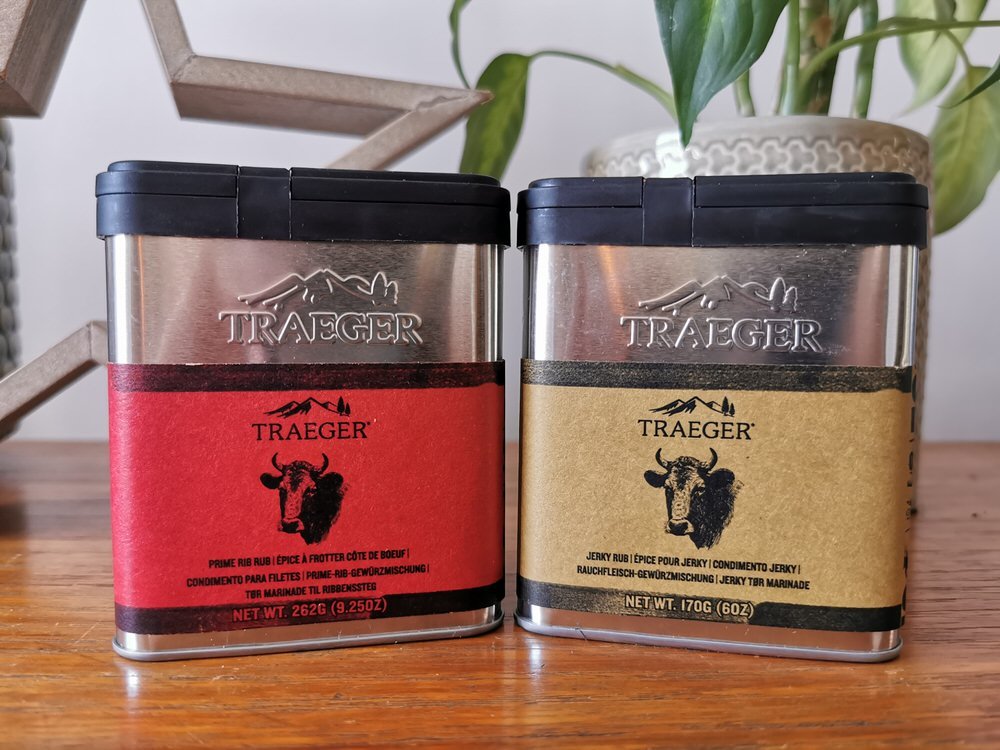 TRAEGER
TRAEGER®
PRIME RIB RUB | ÉPICE À FROTTER CÔTE DE BOEUF |
CONDIMENTO PARA FILETES | PRIME-RIB-GEWÜRZMISCHUNG |
TØR MARINADE TIL RIBBENSSTEG
NET WT. 262G (9.25OZ)
TRAEGER
TRAEGER®
JERKY RUB | ÉPICE POUR JERKY | CONDIMENTO JERKY |
RAUCHFLEISCH-GEWÜRZMISCHUNG | JERKY TØR MARINADE
NET WT. 170G (6OZ)